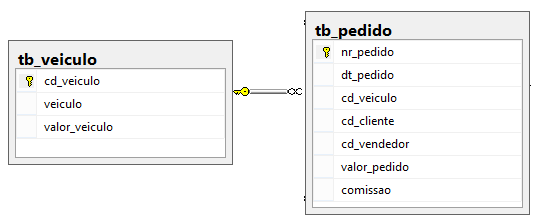 tb_veiculo
cd_veiculo
veiculo
valor_veiculo
tb_pedido
nr_pedido
dt_pedido
cd_veiculo
cd_cliente
cd_vendedor
valor_pedido
comissao